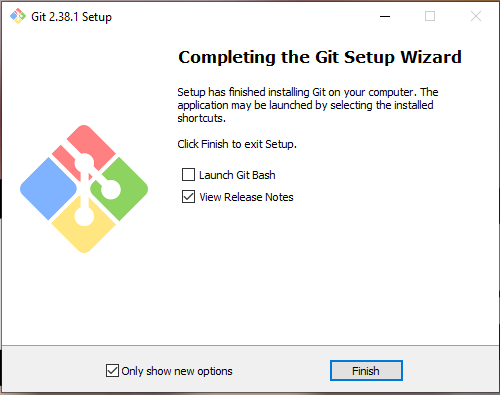 Git 2.38.1 Setup
Completing the Git Setup Wizard
Setup has finished installing Git on your computer. The
application may be launched by selecting the installed
shortcuts.
Click Finish to exit Setup.
Launch Git Bash
View Release Notes
Only show new options
Finish